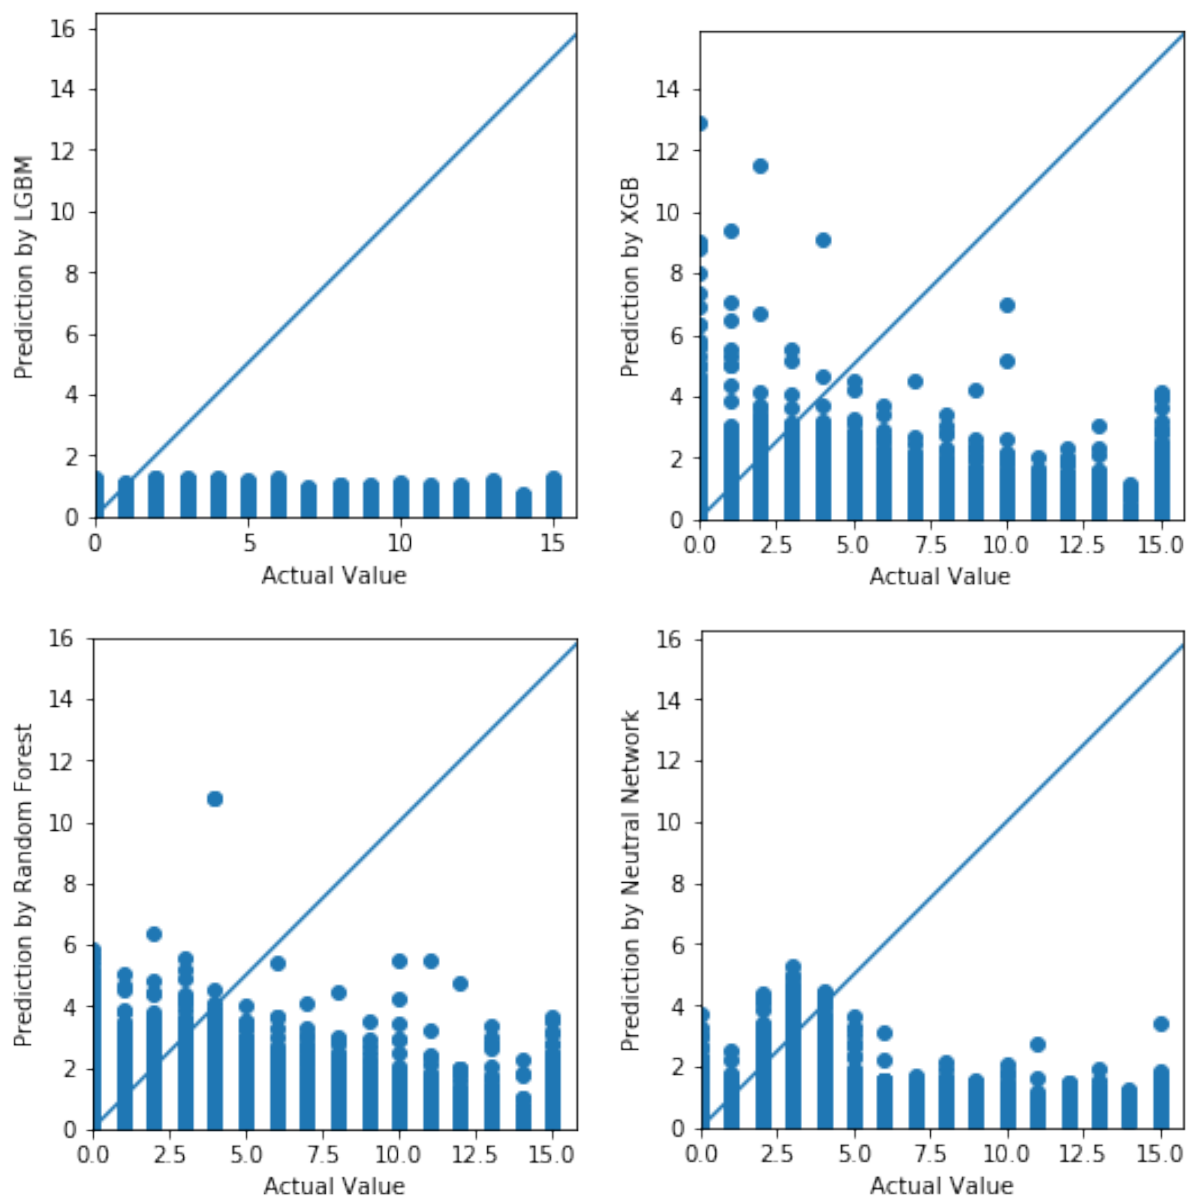 Prediction by LGBM
16
14
12
10
8
6
4
2
0
0 5 10 15
Actual Value
Prediction by XGB
14
12
10
8
6
4
2
0
0.0 2.5 5.0 7.5 10.0 12.5 15.0
Actual Value
Prediction by Random Forest
16
14
12
10
8
6
4
2
0
0.0 2.5 5.0 7.5 10.0 12.5 15.0
Actual Value
Prediction by Neutral Network
16
14
12
10
8
6
4
2
0
0.0 2.5 5.0 7.5 10.0 12.5 15.0
Actual Value